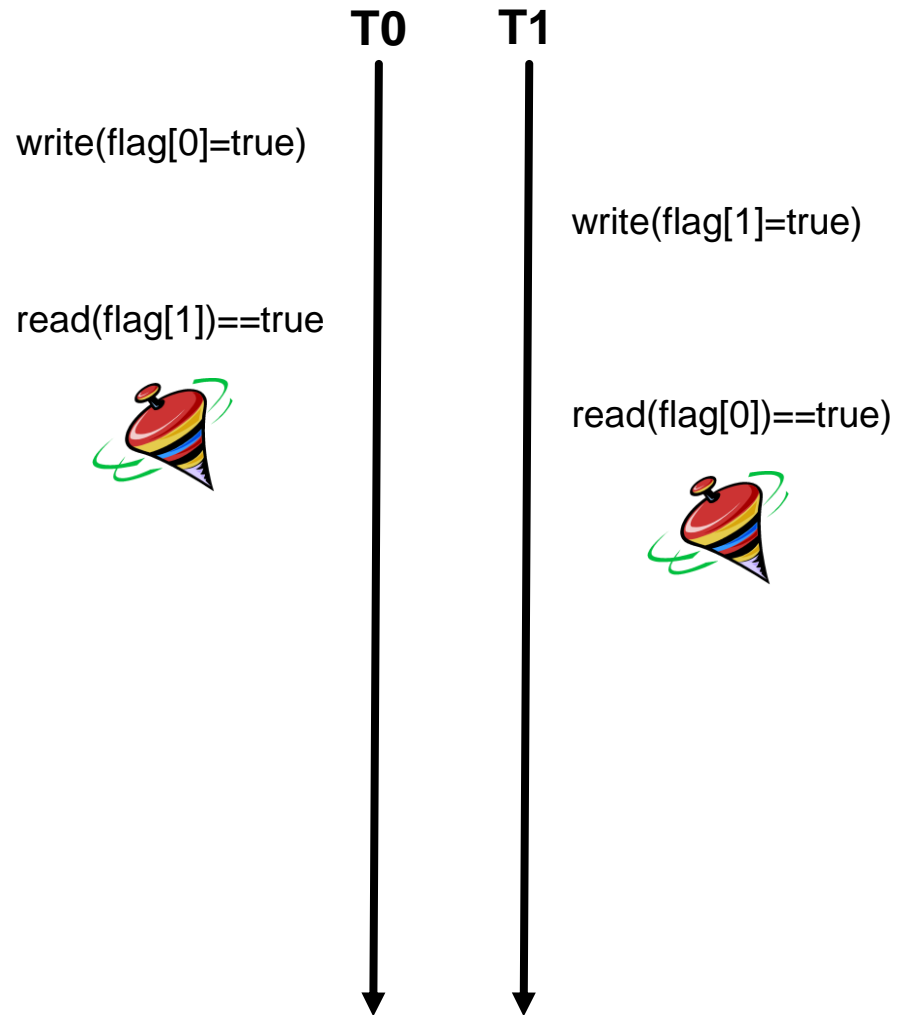 T0 T1
write(flag[0]=true)
write(flag[1]=true)
read(flag[1])==true
read(flag[0])==true)